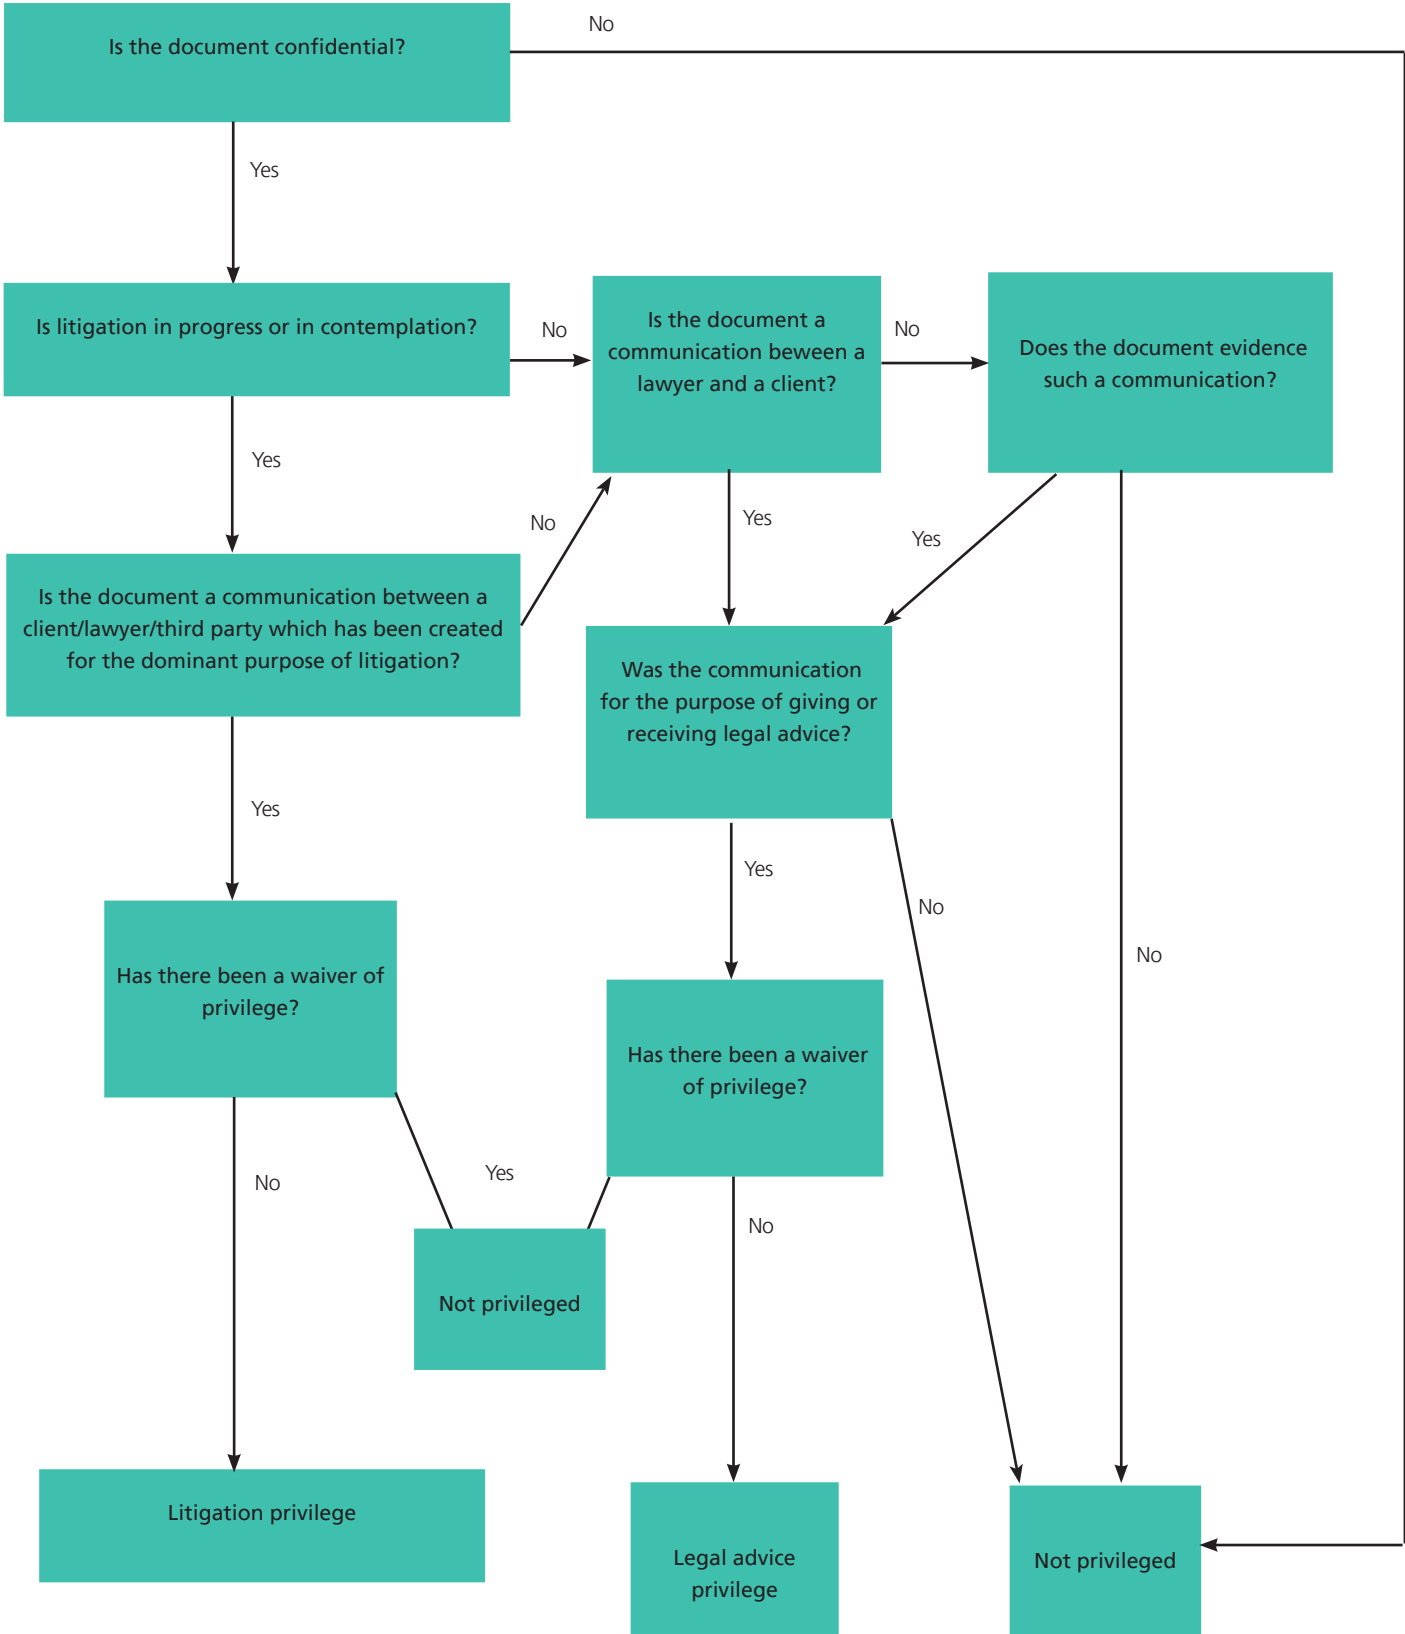 Is the document confidential?
No
Yes
Is litigation in progress or in contemplation?
No
Is the document a
communication beween a
lawyer and a client?
No
Does the document evidence
such a communication?
Yes
No
Yes
Yes
Is the document a communication between a
client/lawyer/third party which has been created
for the dominant purpose of litigation?
Was the communication
for the purpose of giving or
receiving legal advice?
Yes
Yes
No
No
Has there been a waiver of
privilege?
Has there been a waiver
of privilege?
No
Yes
No
Not privileged
Litigation privilege
Legal advice
privilege
Not privileged